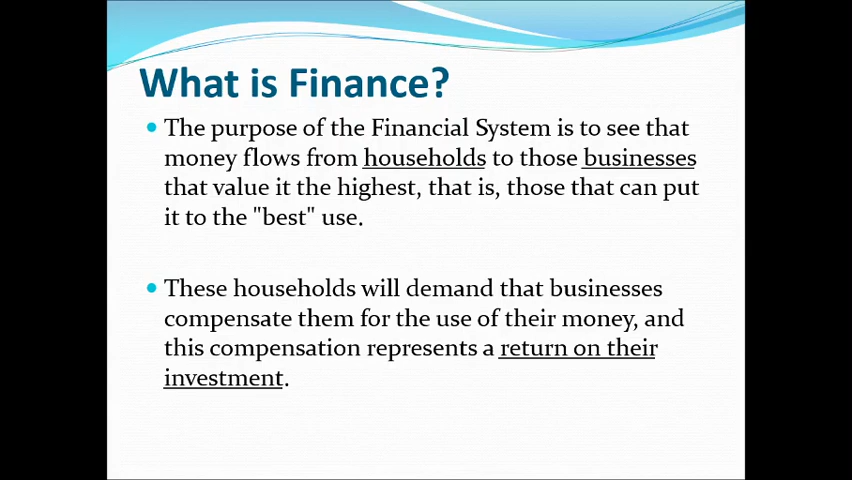 What is Finance?
• The purpose of the Financial System is to see that
money flows from households to those businesses
that value it the highest, that is, those that can put
it to the "best" use.
• These households will demand that businesses
compensate them for the use of their money, and
this compensation represents a return on their
investment.